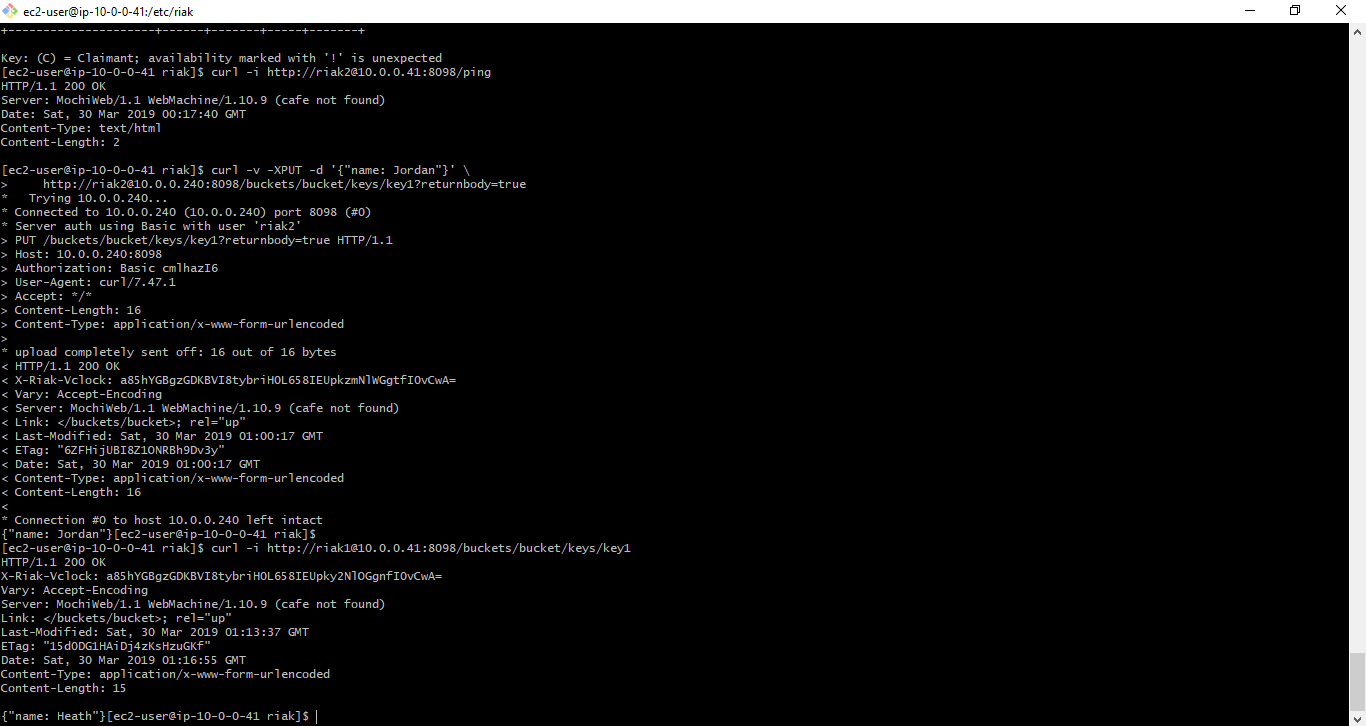 ec2-user@ip-10-0-0-41:/etc/riak
+---------------------+------+-------+-----+-------+
Key: (C) = Claimant; availability marked with '!' is unexpected
[ec2-user@ip-10-0-0-41 riak]$ curl -i http://riak2@10.0.0.41:8098/ping
HTTP/1.1 200 OK
Server: MochiWeb/1.1 WebMachine/1.10.9 (cafe not found)
Date: Sat, 30 Mar 2019 00:17:40 GMT
Content-Type: text/html
Content-Length: 2
[ec2-user@ip-10-0-0-41 riak]$ curl -v -XPUT -d '{"name: Jordan"}' \
>     http://riak2@10.0.0.240:8098/buckets/bucket/keys/key1?returnbody=true
*   Trying 10.0.0.240...
* Connected to 10.0.0.240 (10.0.0.240) port 8098 (#0)
* Server auth using Basic with user 'riak2'
> PUT /buckets/bucket/keys/key1?returnbody=true HTTP/1.1
> Host: 10.0.0.240:8098
> Authorization: Basic cmlhazI6
> User-Agent: curl/7.47.1
> Accept: */*
> Content-Length: 16
> Content-Type: application/x-www-form-urlencoded
>
* upload completely sent off: 16 out of 16 bytes
< HTTP/1.1 200 OK
< X-Riak-Vclock: a85hYGBgzGDKBVI8tybriHOL658IEUpkzmNlWGgtfIOvCwA=
< Vary: Accept-Encoding
< Server: MochiWeb/1.1 WebMachine/1.10.9 (cafe not found)
< Link: </buckets/bucket>; rel="up"
< Last-Modified: Sat, 30 Mar 2019 01:00:17 GMT
< ETag: "6ZFHijUBI8Z1ONRBh9Dv3y"
< Date: Sat, 30 Mar 2019 01:00:17 GMT
< Content-Type: application/x-www-form-urlencoded
< Content-Length: 16
<
* Connection #0 to host 10.0.0.240 left intact
{"name: Jordan"}[ec2-user@ip-10-0-0-41 riak]$
[ec2-user@ip-10-0-0-41 riak]$ curl -i http://riak1@10.0.0.41:8098/buckets/bucket/keys/key1
HTTP/1.1 200 OK
X-Riak-Vclock: a85hYGBgzGDKBVI8tybriHOL658IEUpky2NlOGgnfIOvCwA=
Vary: Accept-Encoding
Server: MochiWeb/1.1 WebMachine/1.10.9 (cafe not found)
Link: </buckets/bucket>; rel="up"
Last-Modified: Sat, 30 Mar 2019 01:13:37 GMT
ETag: "15dODG1HAiDj4zKsHzuGKf"
Date: Sat, 30 Mar 2019 01:16:55 GMT
Content-Type: application/x-www-form-urlencoded
Content-Length: 15
{"name: Heath"}[ec2-user@ip-10-0-0-41 riak]$